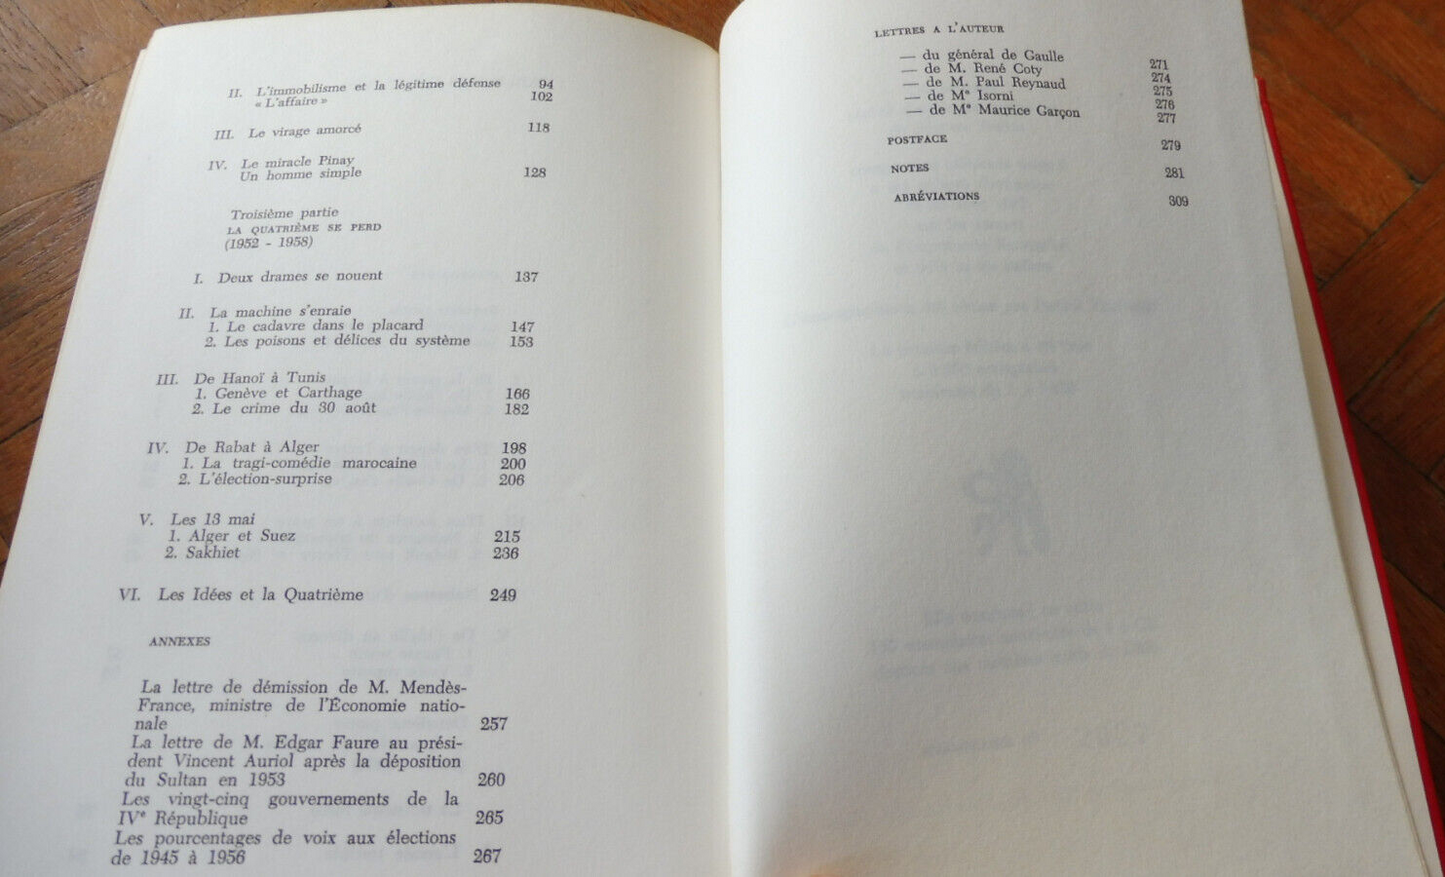 II. L'immobilisme et la légitime défense 94
« L'affaire » 102
III. Le virage amorcé 118
IV. Le miracle Pinay
Un homme simple 128
Troisième partie
LA QUATRIÈME SE PERD
(1952 - 1958)
I. Deux drames se nouent 137
II. La machine s'enraie
1. Le cadavre dans le placard 147
2. Les poisons et délices du système 153
III. De Hanoï à Tunis
1. Genève et Carthage 166
2. Le crime du 30 août 182
IV. De Rabat à Alger 198
1. La tragi-comédie marocaine 200
2. L'élection-surprise 206
V. Les 13 mai
1. Alger et Suez 215
2. Sakhiet 236
VI. Les Idées et la Quatrième 249
ANNEXES
La lettre de démission de M. Mendès-
France, ministre de l'Économie natio-
nale 257
La lettre de M. Edgar Faure au prési-
dent Vincent Auriol après la déposition
du Sultan en 1953 260
Les vingt-cinq gouvernements de la
IVe République 265
Les pourcentages de voix aux élections
de 1945 à 1956 267
LETTRES A L'AUTEUR
— du général de Gaulle 271
— de M. René Coty 274
— de M. Paul Reynaud 275
— de Me Isorni 276
— de Me Maurice Garçon 277
POSTFACE 279
NOTES 281
ABRÉVIATIONS 309